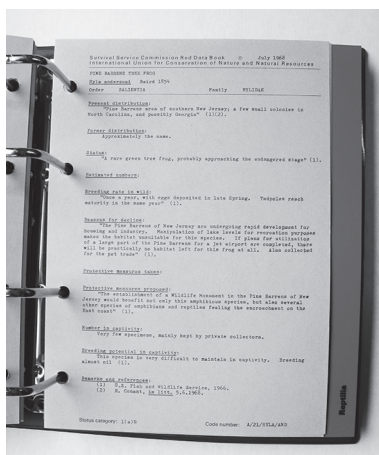 Survival Service Commission Red Data Book © July 1968
International Union for Conservation of Nature and Natural Resources
PINE BARRENS TREE FROG
Hyla andersoni Baird 1854
Order SALIENTIA Family HYLIDAE
Present distribution:
"Pine Barrens area of southern New Jersey; a few small colonies in
North Carolina, and possibly Georgia" (1)(2).
Former distribution:
Approximately the same.
Status:
"A rare green tree frog, probably approaching the endangered stage" (1).
Estimated numbers:
Breeding rate in wild:
"Once a year, with eggs deposited in late Spring. Tadpoles reach
maturity in the same year" (1).
Reasons for decline:
"The Pine Barrens of New Jersey are undergoing rapid development for
housing and industry. Manipulation of lake levels for recreation purposes
makes the habitat unsuitable for this species. If plans for utilization
of a large part of the Pine Barrens for a jet airport are completed, there
will be practically no habitat left for this frog at all. Also collected
for the pet trade" (1).
Protective measures taken:
Protective measures proposed:
"The establishment of a Wildlife Monument in the Pine Barrens of New
Jersey would benefit not only this amphibious species, but also several
other species of amphibians and reptiles feeling the encroachment on the
East coast" (1).
Number in captivity:
Very few specimens, mainly kept by private collectors.
Breeding potential in captivity:
This species is very difficult to maintain in captivity. Breeding
almost nil (1).
Remarks and references:
(1) U.S. Fish and Wildlife Service, 1966.
(2) R. Conant, in litt. 5.6.1968.
Status category: 2(a)R Code number: A/21/HYLA/AND
Reptilia